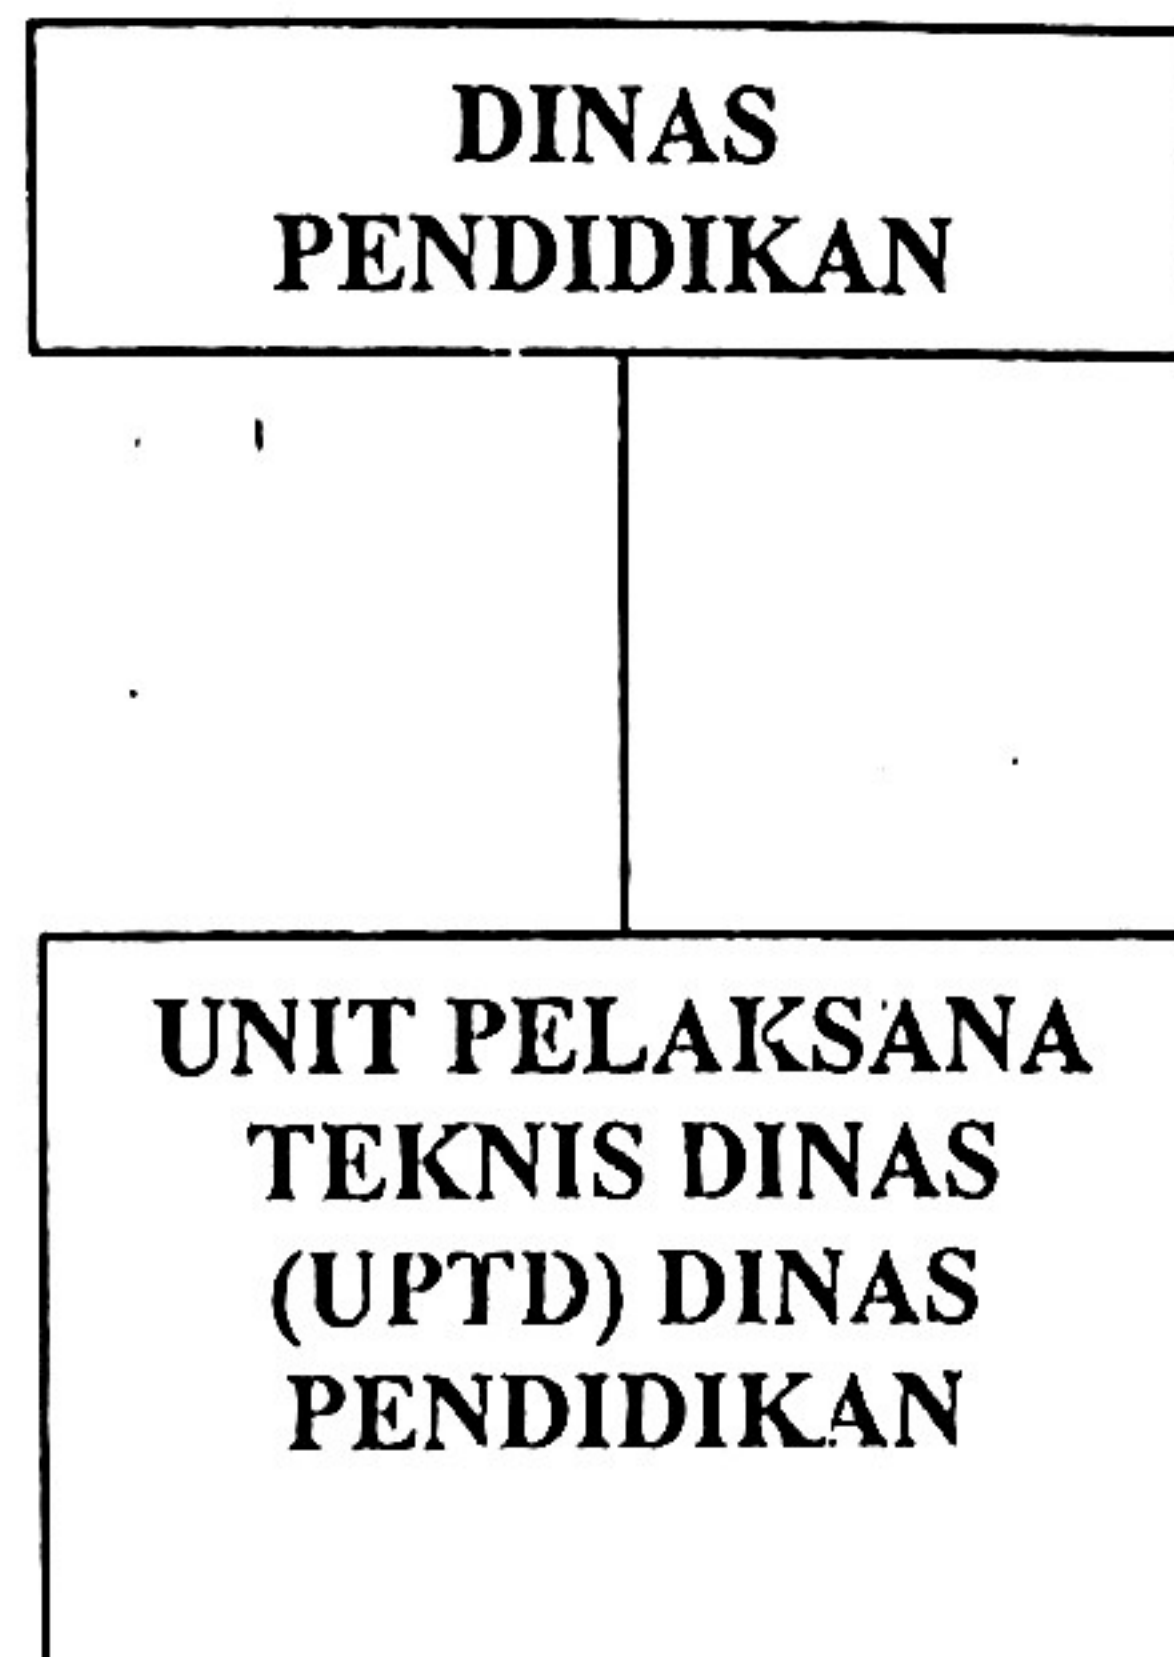 DINAS
PENDIDIKAN
UNIT PELAKSANA
TEKNIS DINAS
(UPTD) DINAS
PENDIDIKAN